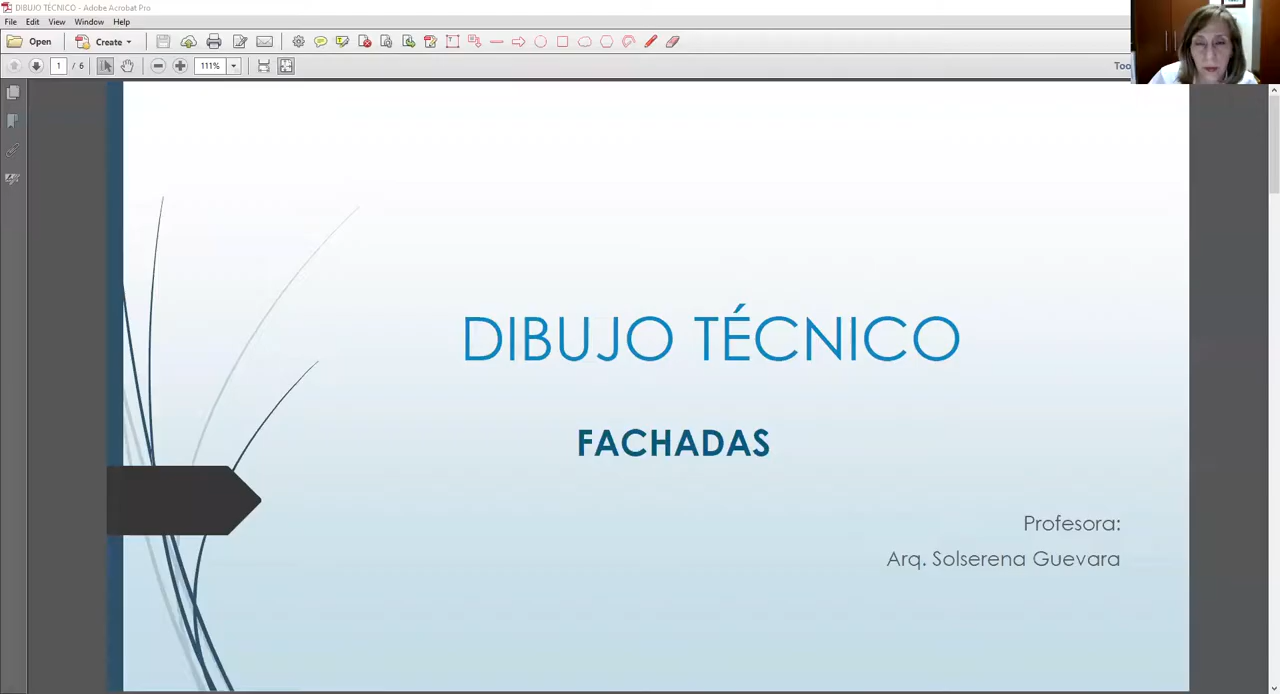 DIBUJO TÉCNICO - Adobe Acrobat Pro
File Edit View Window Help
Open Create
1 / 6 111%
Too
DIBUJO TÉCNICO
FACHADAS
Profesora:
Arq. Solserena Guevara